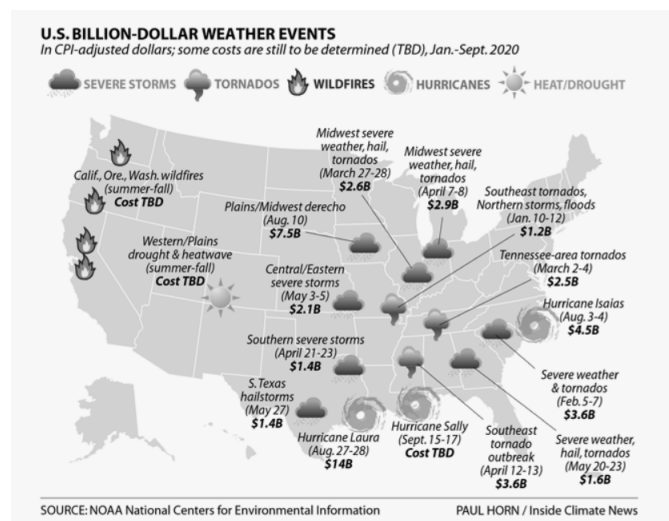 U.S. BILLION-DOLLAR WEATHER EVENTS
In CPI-adjusted dollars; some costs are still to be determined (TBD), Jan.-Sept. 2020
SEVERE STORMS
TORNADOS
WILDFIRES
HURRICANES
HEAT/DROUGHT
Calif., Ore., Wash. wildfires
(summer-fall)
Cost TBD
Western/Plains
drought & heatwave
(summer-fall)
Cost TBD
Midwest severe
weather, hail,
tornados
(March 27-28)
$2.6B
Midwest severe
weather, hail,
tornados
(April 7-8)
$2.9B
Southeast tornados,
Northern storms, floods
(Jan. 10-12)
$1.2B
Plains/Midwest derecho
(Aug. 10)
$7.5B
Tennessee-area tornados
(March 2-4)
$2.5B
Central/Eastern
severe storms
(May 3-5)
$2.1B
Hurricane Isaias
(Aug. 3-4)
$4.5B
Southern severe storms
(April 21-23)
$1.4B
S. Texas
hailstorms
(May 27)
$1.4B
Hurricane Laura
(Aug. 27-28)
$14B
Hurricane Sally
(Sept. 15-17)
Cost TBD
Southeast
tornado
outbreak
(April 12-13)
$3.6B
Severe weather
& tornados
(Feb. 5-7)
$3.6B
Severe weather,
hail, tornados
(May 20-23)
$1.6B
SOURCE: NOAA National Centers for Environmental Information
PAUL HORN / Inside Climate News